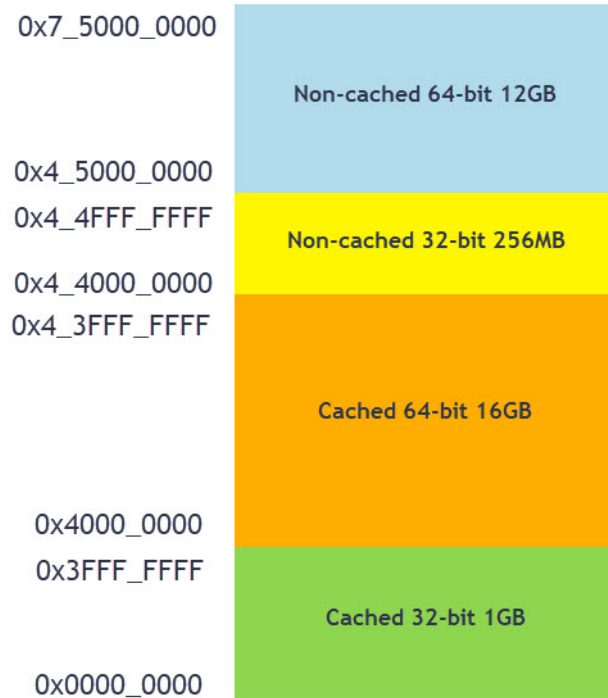 0x7_5000_0000
Non-cached 64-bit 12GB
0x4_5000_0000
0x4_4FFF_FFFF
Non-cached 32-bit 256MB
0x4_4000_0000
0x4_3FFF_FFFF
Cached 64-bit 16GB
0x4000_0000
0x3FFF_FFFF
Cached 32-bit 1GB
0x0000_0000